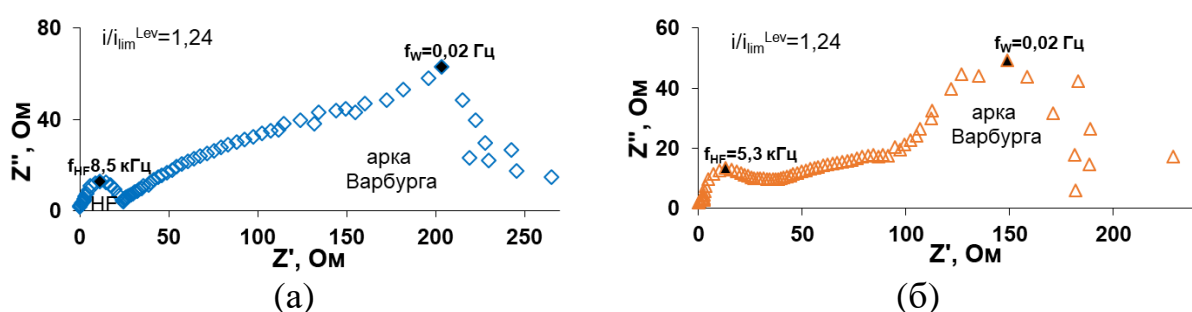 80
40
0
Z'', Ом
i/i_lim^Lev=1,24
f_W=0,02 Гц
f_HF8,5 кГц
HF
арка
Варбурга
0 50 100 150 200 250
Z', Ом
(а)
60
40
20
0
Z'', Ом
i/i_lim^Lev=1,24
f_W=0,02 Гц
f_HF=5,3 кГц
арка
Варбурга
0 50 100 150 200
Z', Ом
(б)